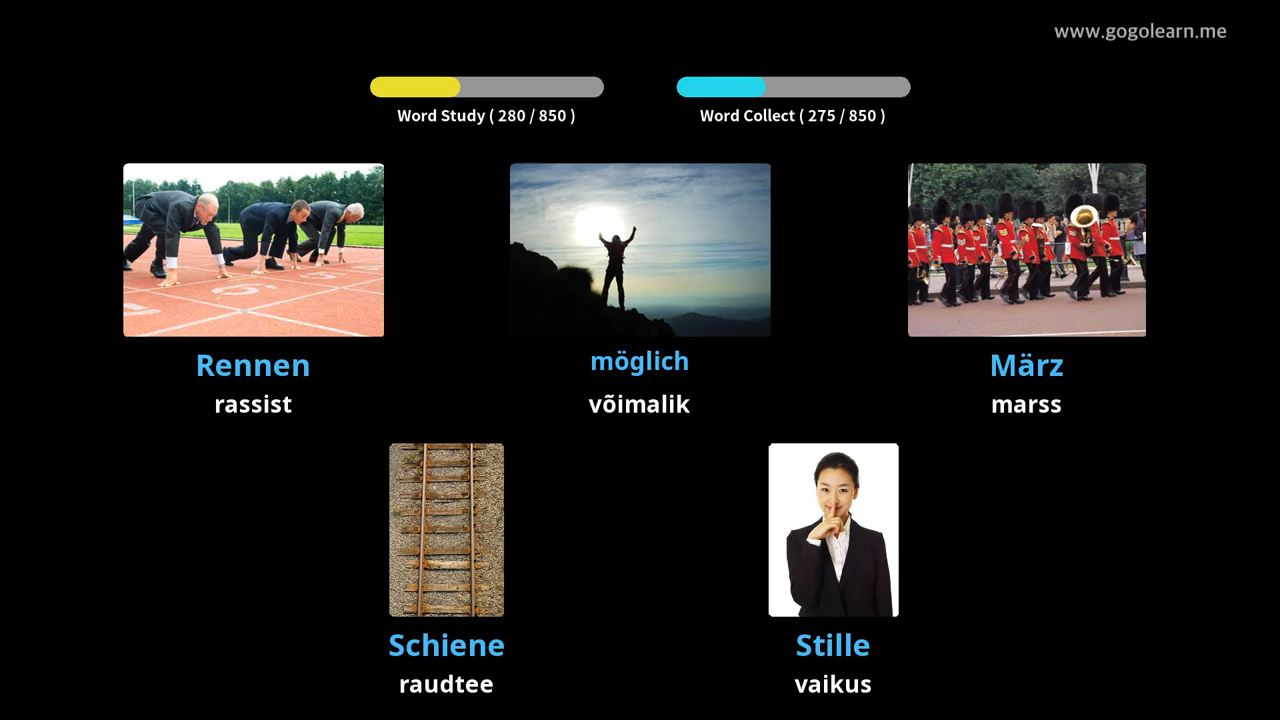 www.gogolearn.me
Word Study ( 280 / 850 )
Word Collect ( 275 / 850 )
Rennen
rassist
möglich
võimalik
März
marss
Schiene
raudtee
Stille
vaikus